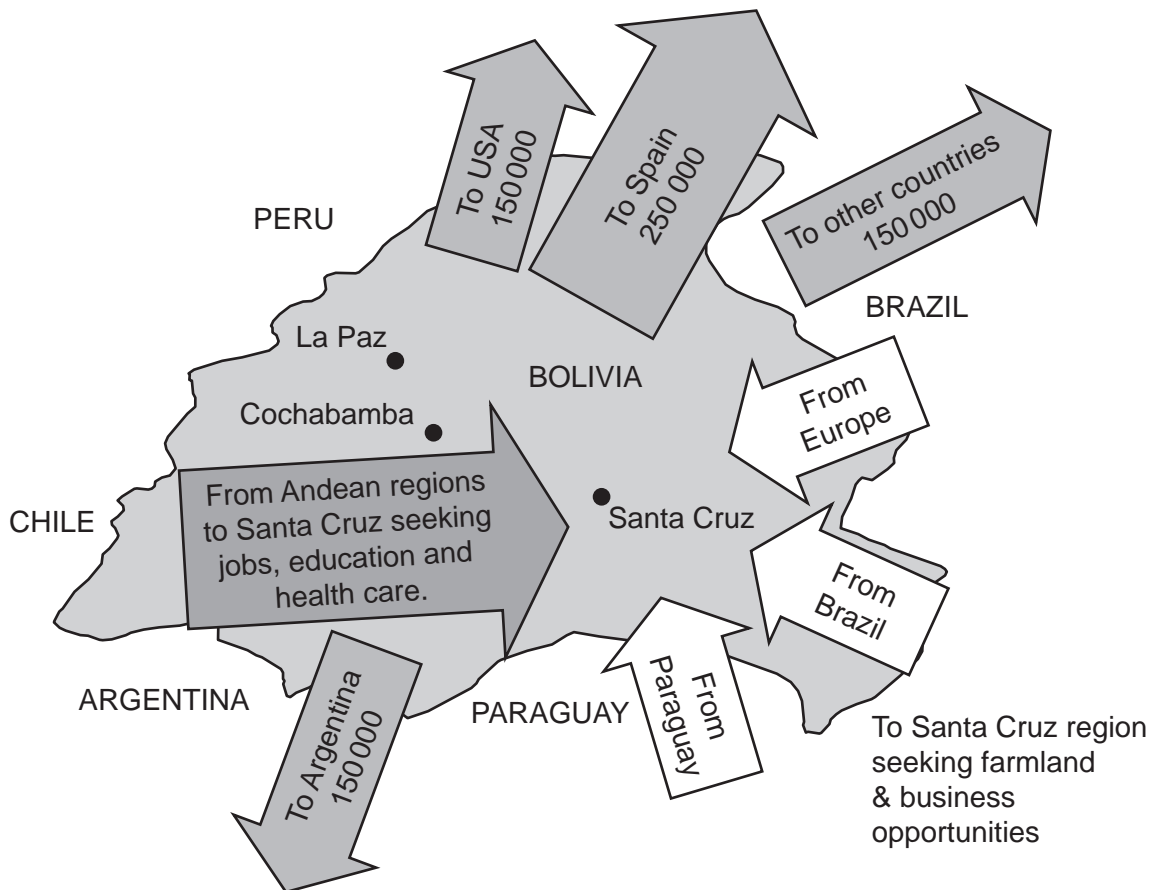 To USA
150 000
To Spain
250 000
To other countries
150 000
PERU
BRAZIL
La Paz
BOLIVIA
Cochabamba
From
Europe
From Andean regions
to Santa Cruz seeking
jobs, education and
health care.
CHILE
Santa Cruz
From
Brazil
ARGENTINA
PARAGUAY
From
Paraguay
To Argentina
150 000
To Santa Cruz region
seeking farmland
& business
opportunities